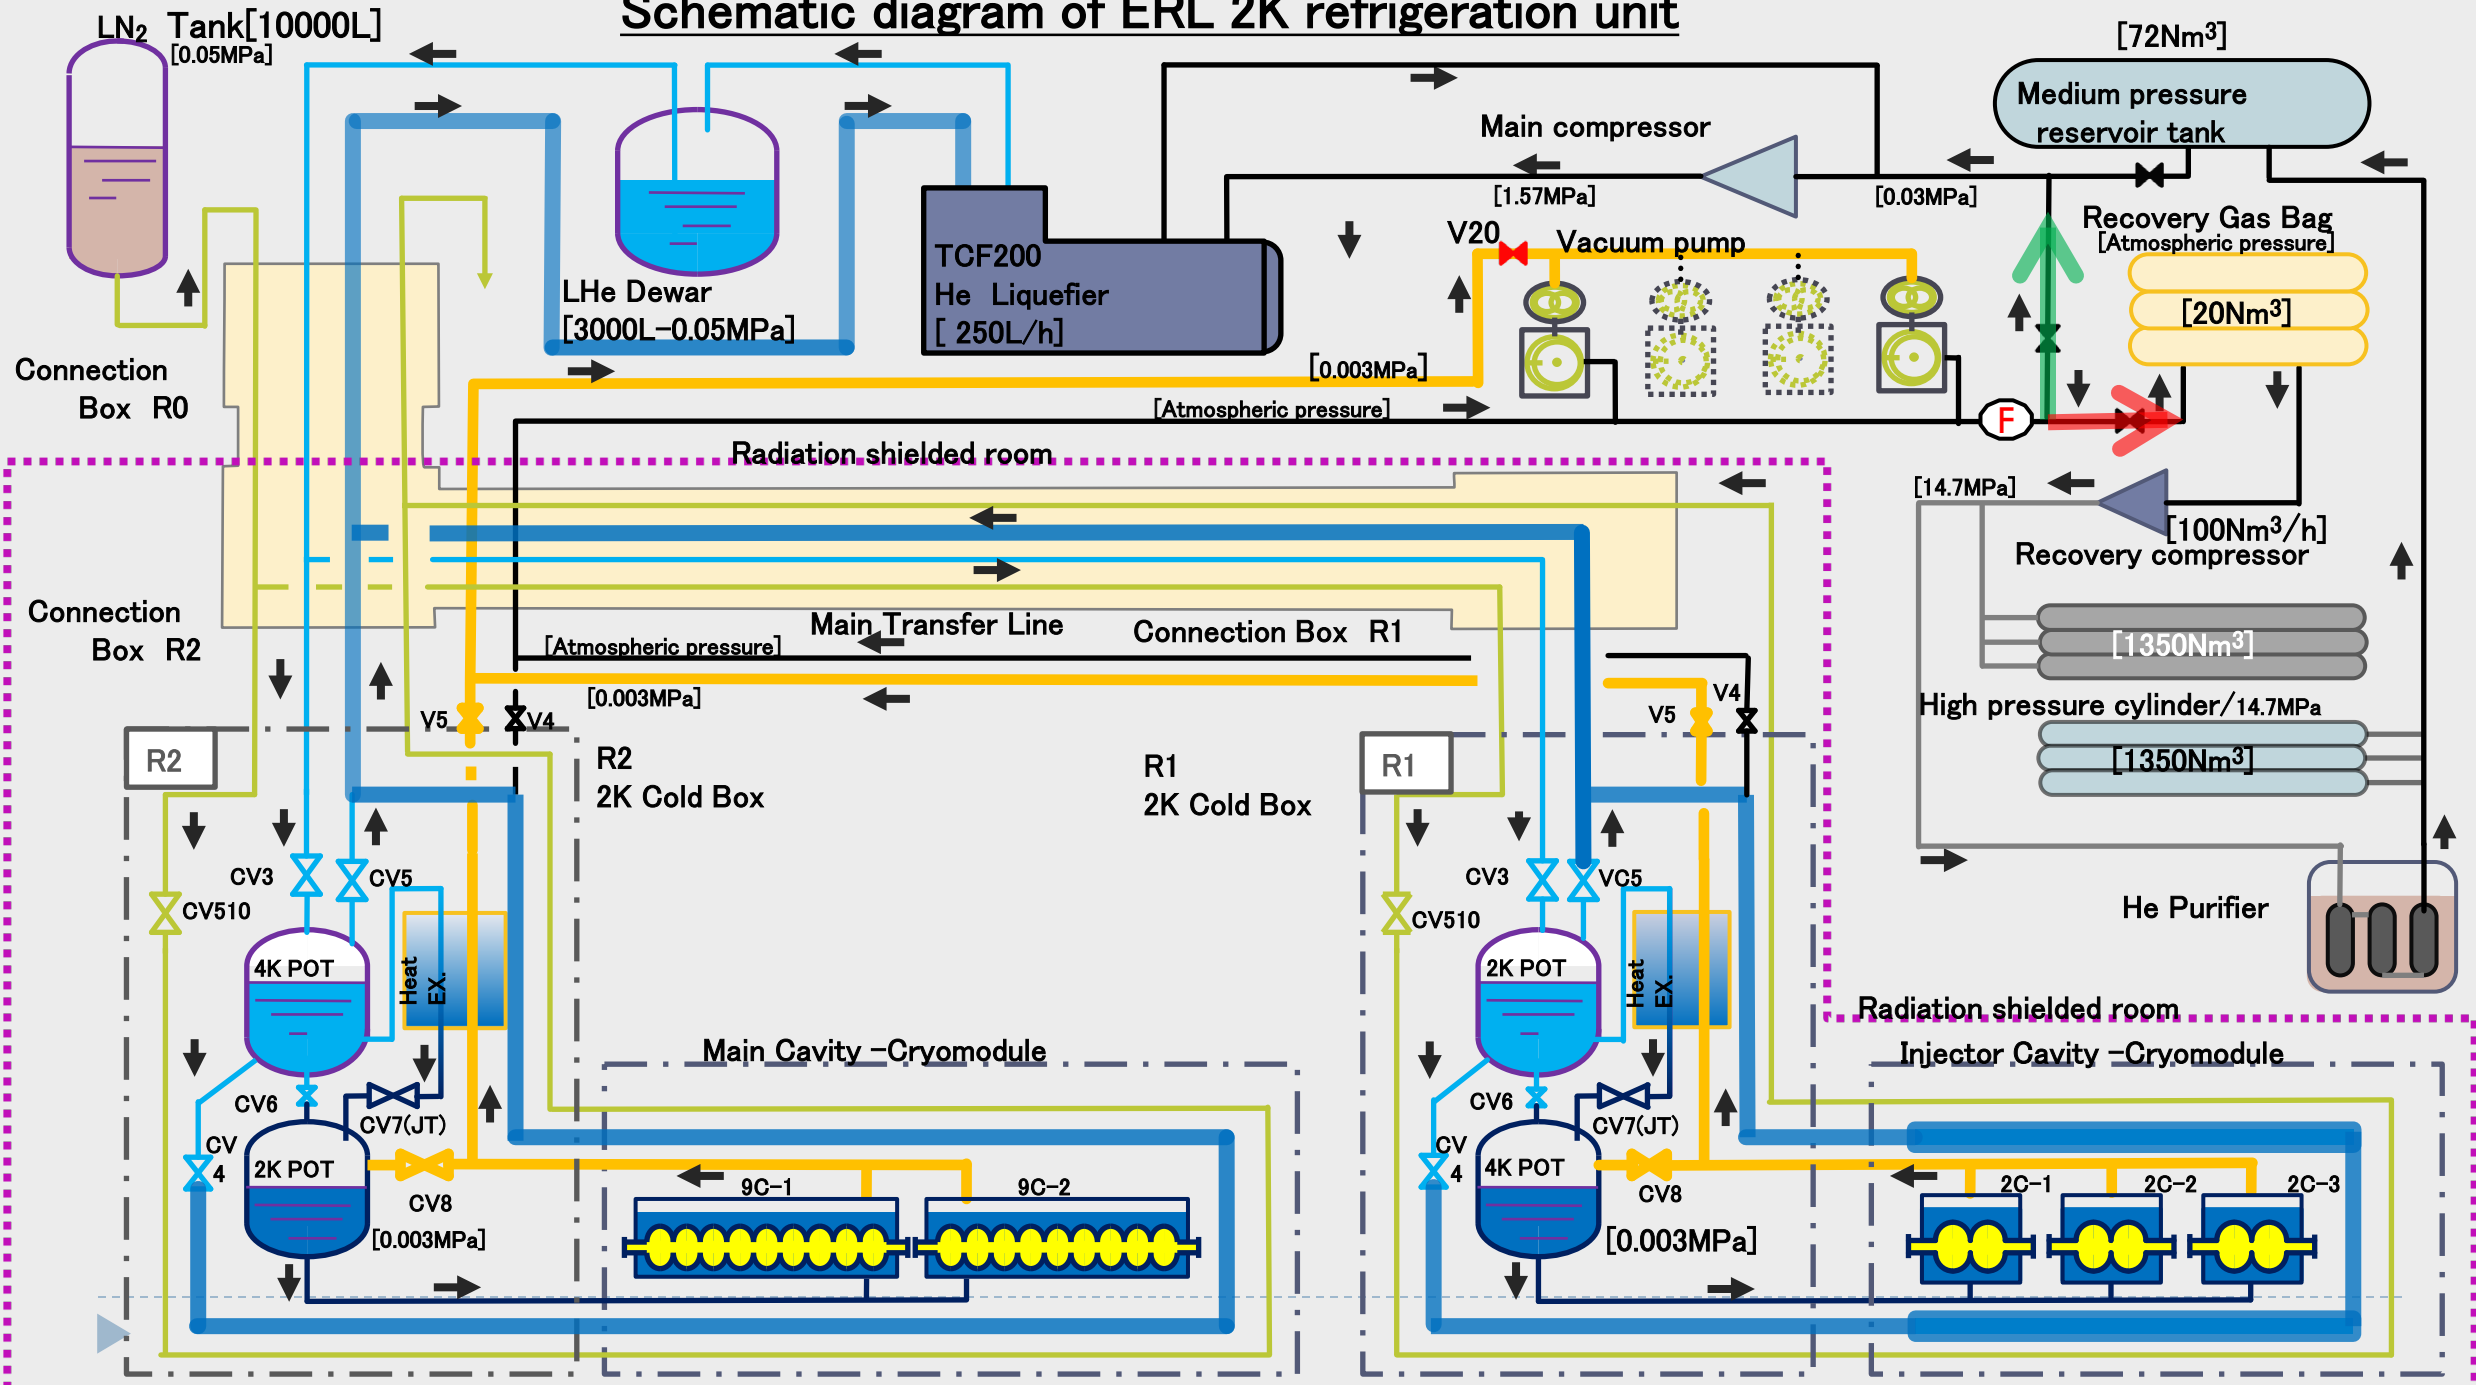 Schematic diagram of ERL 2K refrigeration unit
LN2 Tank[10000L]
[0.05MPa]
[72Nm3]
Medium pressure
reservoir tank
Main compressor
[1.57MPa]
[0.03MPa]
V20
Vacuum pump
Recovery Gas Bag
[Atmospheric pressure]
[20Nm3]
TCF200
He Liquefier
[ 250L/h]
LHe Dewar
[3000L-0.05MPa]
Connection
Box R0
[0.003MPa]
[Atmospheric pressure]
F
Radiation shielded room
[14.7MPa]
[100Nm3/h]
Recovery compressor
Connection
Box R2
Main Transfer Line
Connection Box R1
[Atmospheric pressure]
[0.003MPa]
[1350Nm3]
High pressure cylinder/14.7MPa
[1350Nm3]
V5
V4
V5
V4
R2
R2
2K Cold Box
R1
2K Cold Box
R1
CV3
CV5
CV510
CV3
VC5
CV510
He Purifier
4K POT
Heat
EX.
2K POT
Heat
EX.
Radiation shielded room
Main Cavity -Cryomodule
Injector Cavity -Cryomodule
CV6
CV7(JT)
CV
4
2K POT
CV8
[0.003MPa]
9C-1
9C-2
CV6
CV7(JT)
CV
4
4K POT
CV8
[0.003MPa]
2C-1
2C-2
2C-3